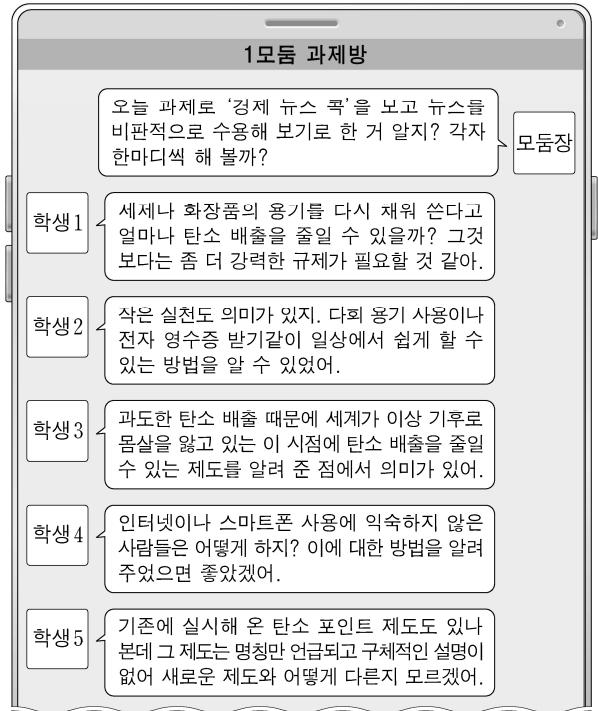 1모둠 과제방
오늘 과제로 ‘경제 뉴스 콕’을 보고 뉴스를
비판적으로 수용해 보기로 한 거 알지? 각자
한마디씩 해 볼까?
모둠장
학생1
세제나 화장품의 용기를 다시 채워 쓴다고
얼마나 탄소 배출을 줄일 수 있을까? 그것
보다는 좀 더 강력한 규제가 필요할 것 같아.
학생2
작은 실천도 의미가 있지. 다회 용기 사용이나
전자 영수증 받기같이 일상에서 쉽게 할 수
있는 방법을 알 수 있었어.
학생3
과도한 탄소 배출 때문에 세계가 이상 기후로
몸살을 앓고 있는 이 시점에 탄소 배출을 줄일
수 있는 제도를 알려 준 점에서 의미가 있어.
학생4
인터넷이나 스마트폰 사용에 익숙하지 않은
사람들은 어떻게 하지? 이에 대한 방법을 알려
주었으면 좋았겠어.
학생5
기존에 실시해 온 탄소 포인트 제도도 있나
본데 그 제도는 명칭만 언급되고 구체적인 설명이
없어 새로운 제도와 어떻게 다른지 모르겠어.